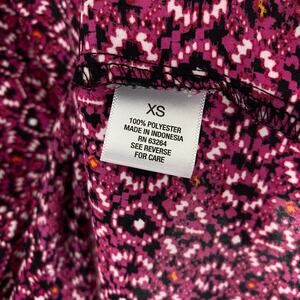 XS
100% POLYESTER
MADE IN INDONESIA
RN 63264
SEE REVERSE
FOR CARE